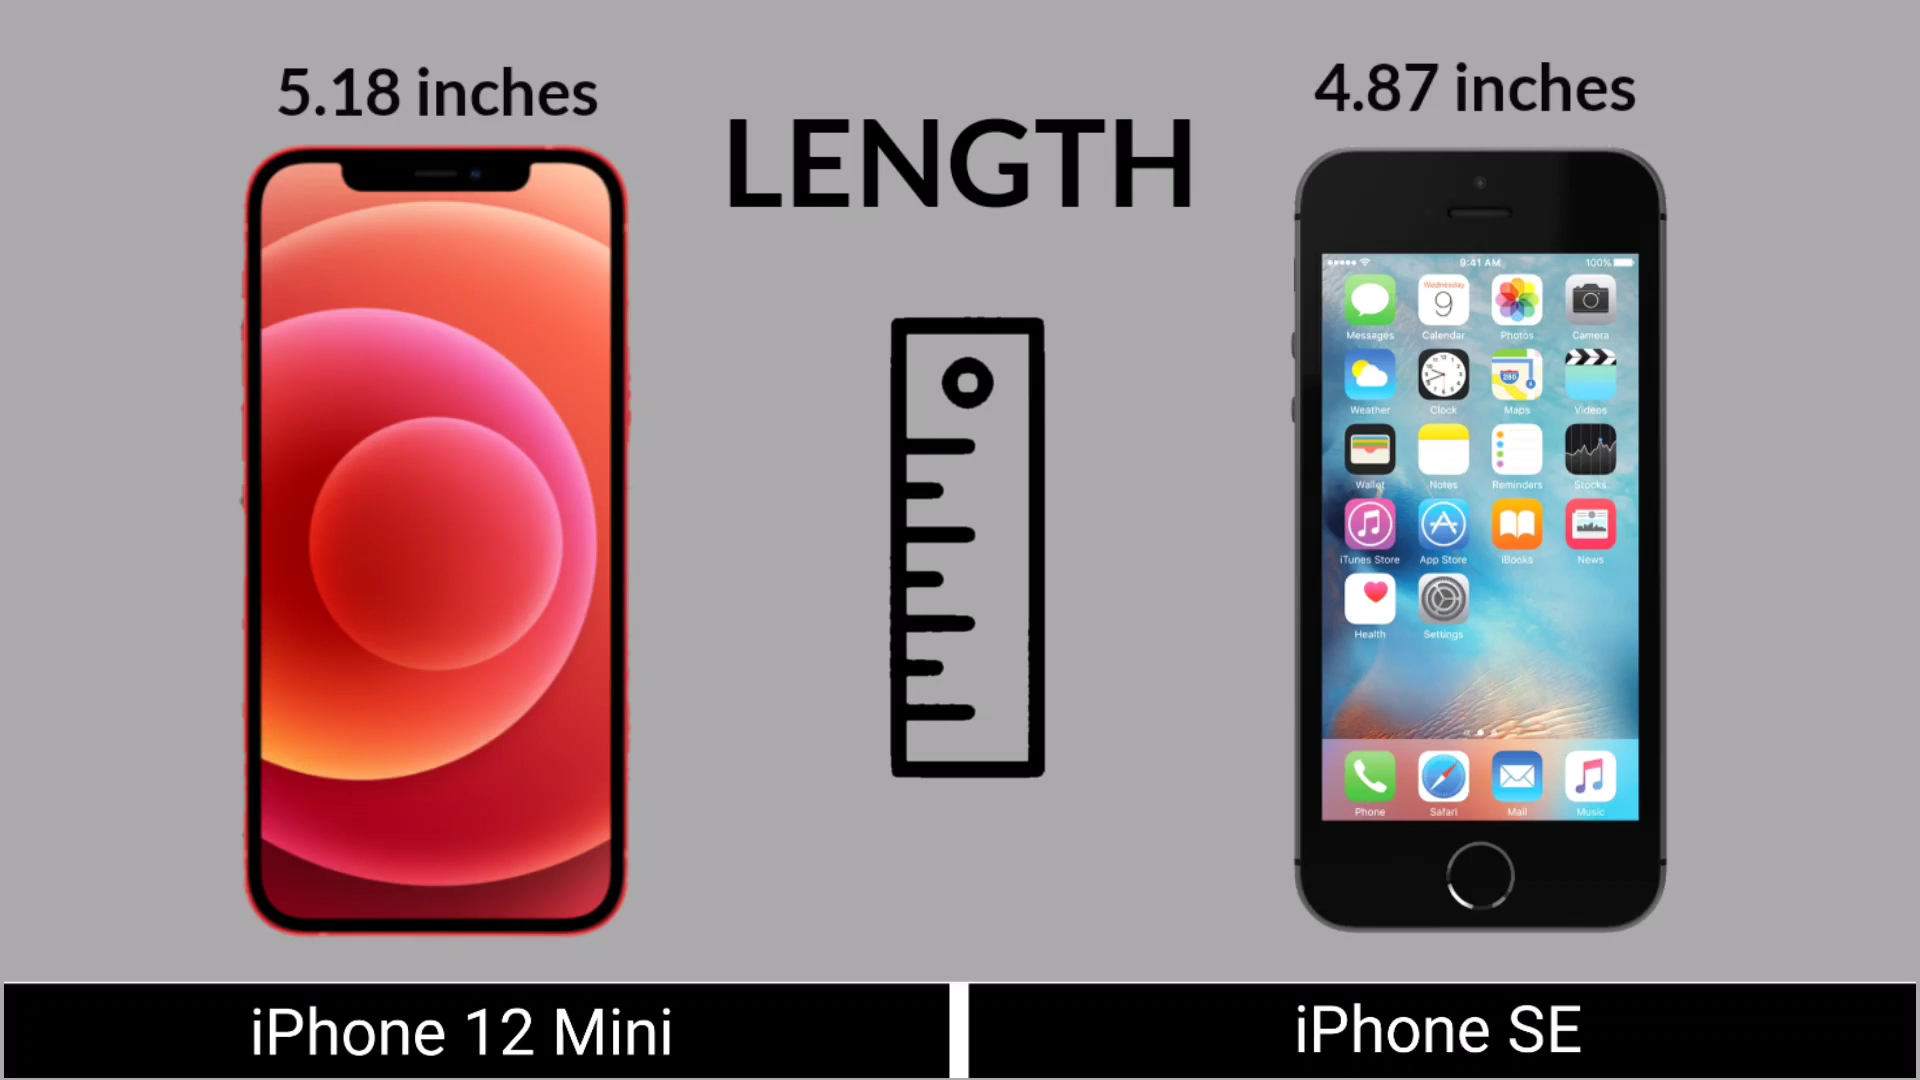 5.18 inches
LENGTH
4.87 inches
9:41 AM
100%
Wednesday
9
Messages
Calendar
Photos
Camera
280
Weather
Clock
Maps
Videos
Wallet
Notes
Reminders
Stocks
iTunes Store
App Store
iBooks
News
Health
Settings
Phone
Safari
Mail
Music
iPhone 12 Mini
iPhone SE